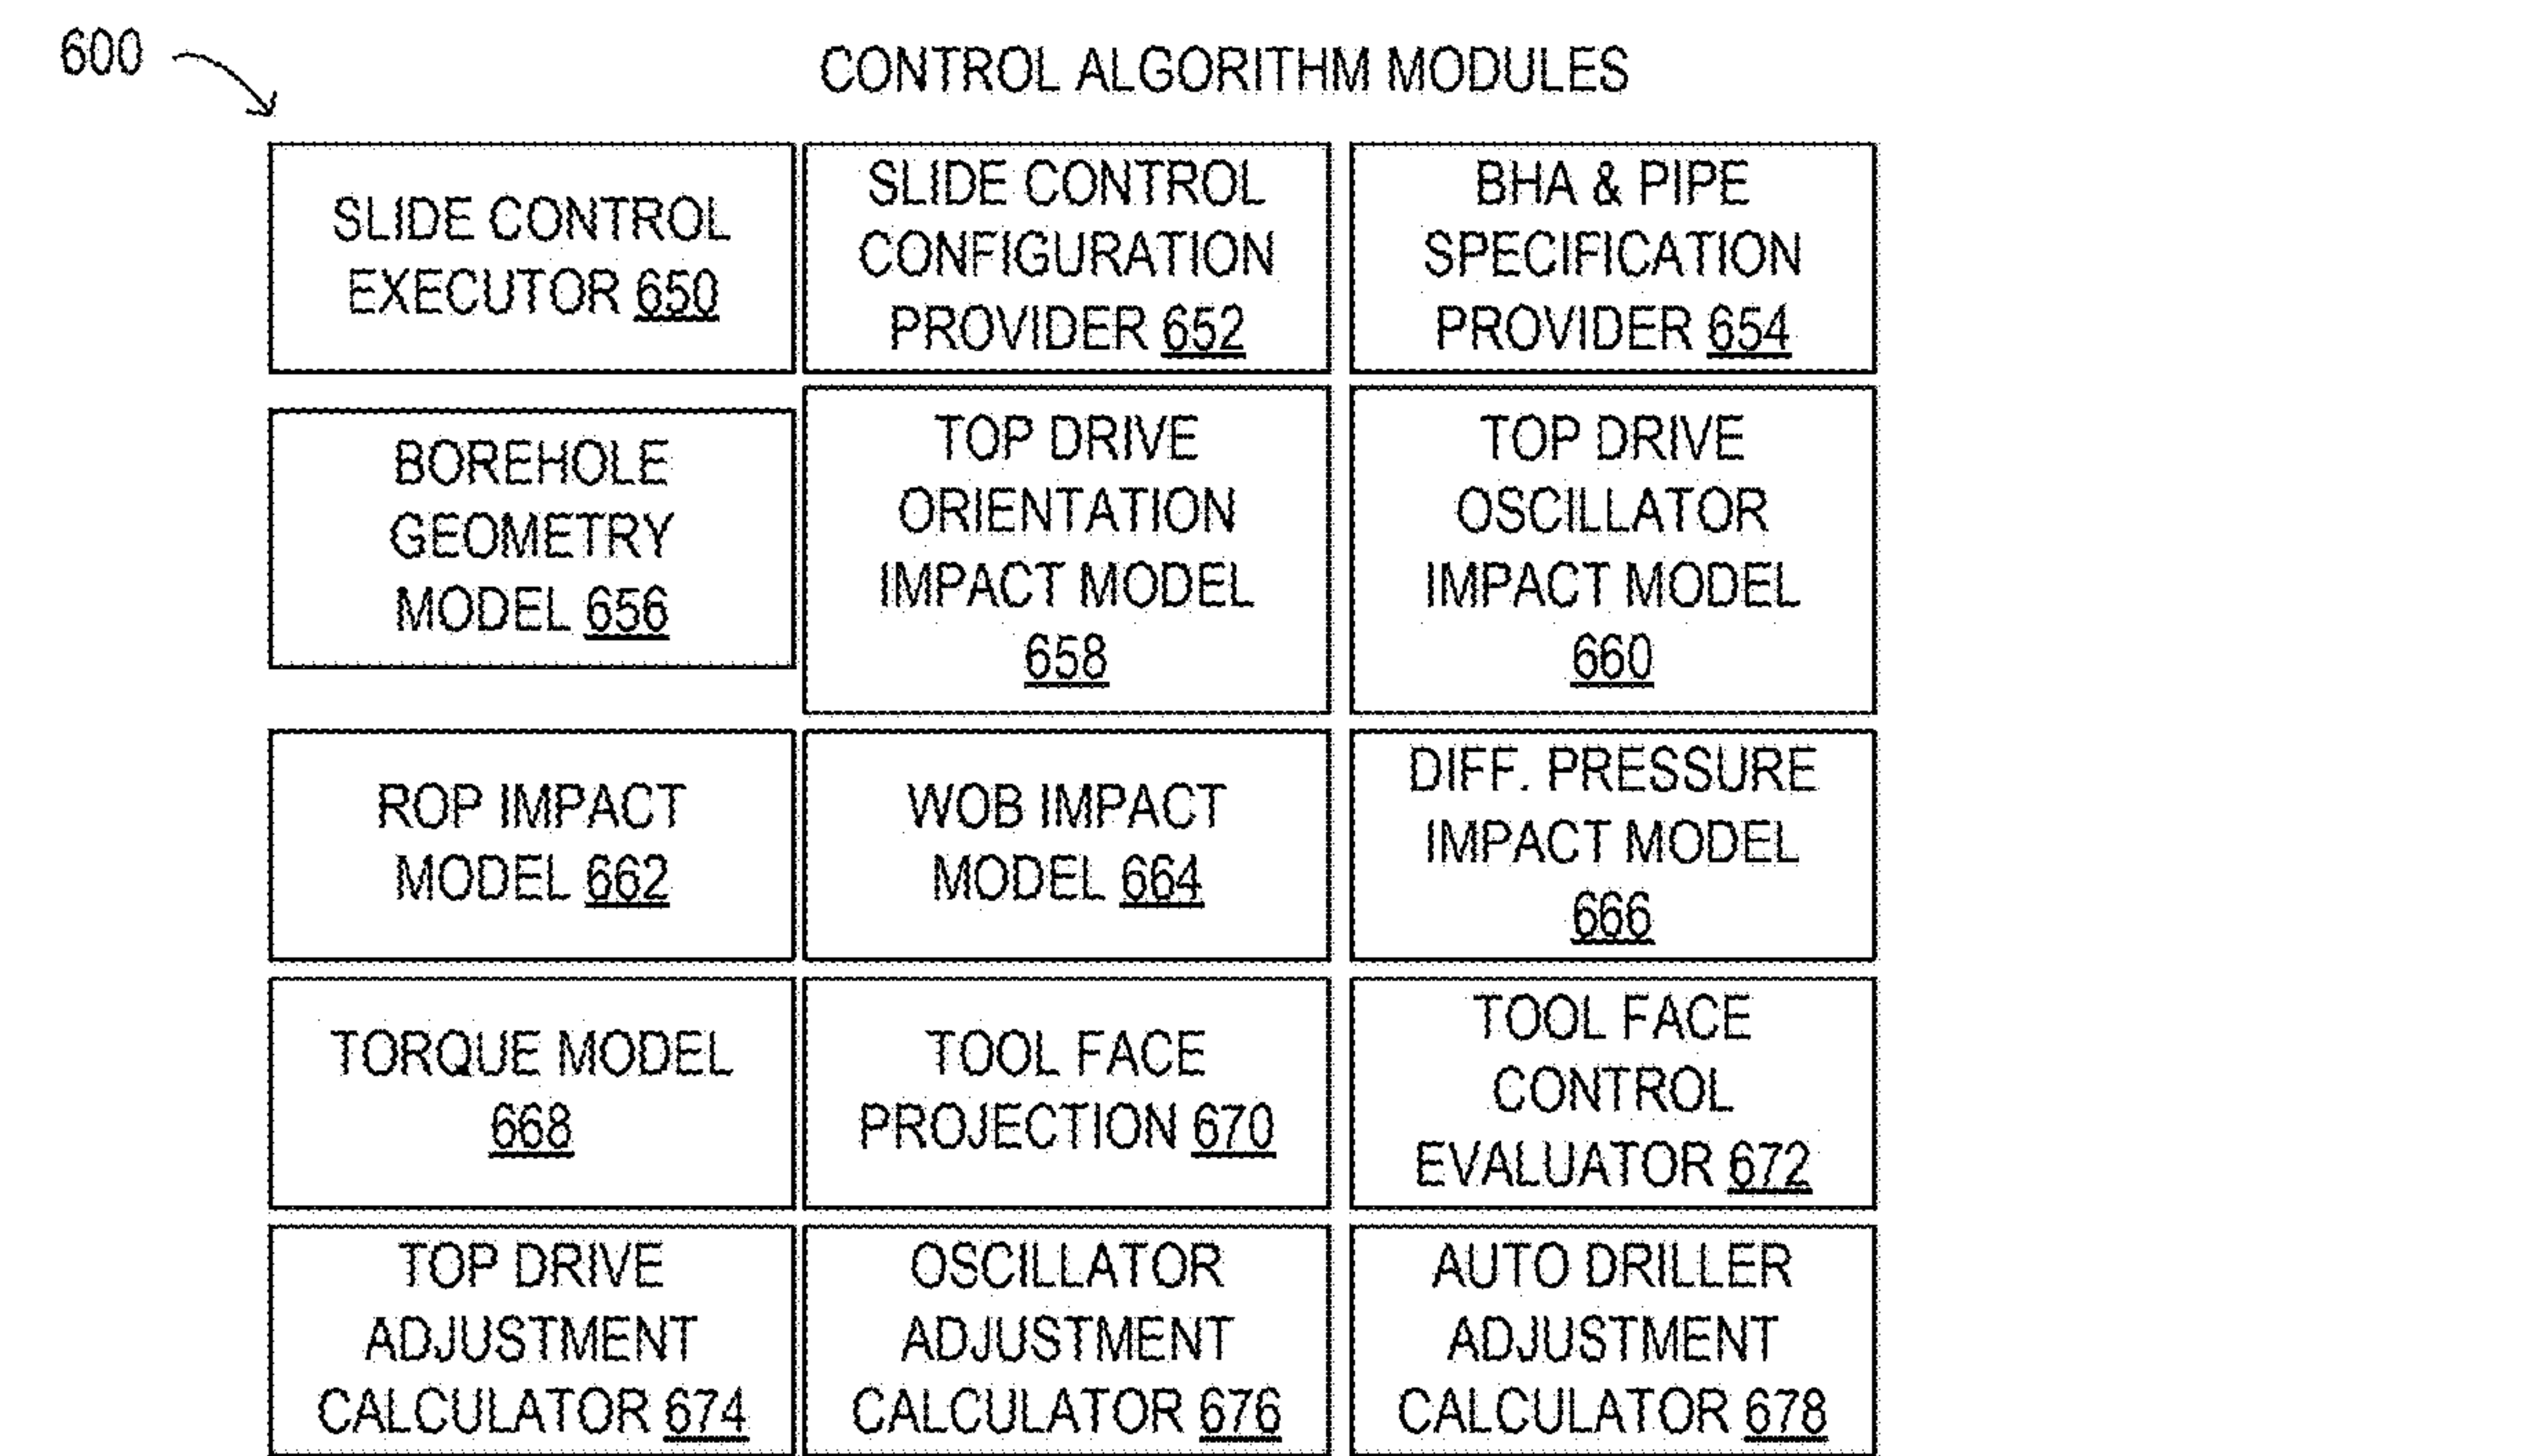 600
CONTROL ALGORITHM MODULES
SLIDE CONTROL
EXECUTOR 650
SLIDE CONTROL
CONFIGURATION
PROVIDER 652
BHA & PIPE
SPECIFICATION
PROVIDER 654
BOREHOLE
GEOMETRY
MODEL 656
TOP DRIVE
ORIENTATION
IMPACT MODEL
658
TOP DRIVE
OSCILLATOR
IMPACT MODEL
660
ROP IMPACT
MODEL 662
WOB IMPACT
MODEL 664
DIFF. PRESSURE
IMPACT MODEL
666
TORQUE MODEL
668
TOOL FACE
PROJECTION 670
TOOL FACE
CONTROL
EVALUATOR 672
TOP DRIVE
ADJUSTMENT
CALCULATOR 674
OSCILLATOR
ADJUSTMENT
CALCULATOR 676
AUTO DRILLER
ADJUSTMENT
CALCULATOR 678